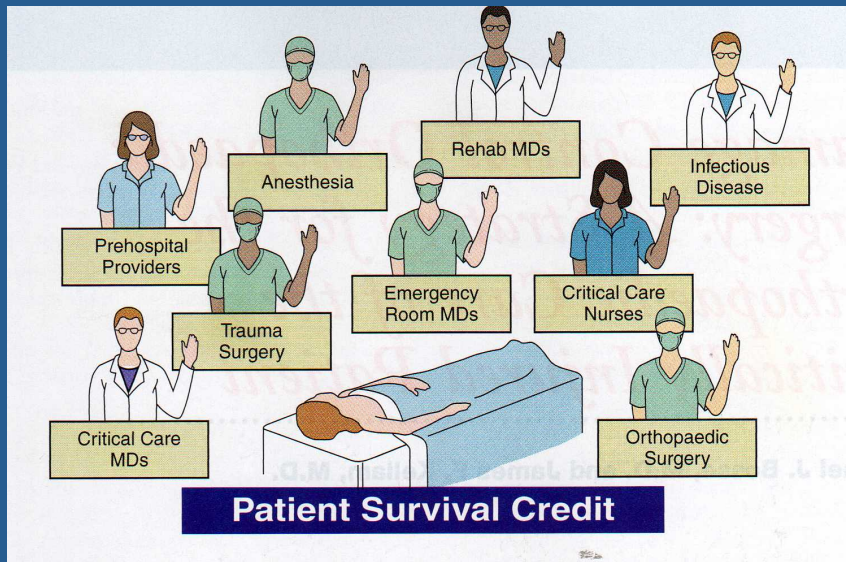 Anesthesia
Rehab MDs
Infectious
Disease
Prehospital
Providers
Trauma
Surgery
Emergency
Room MDs
Critical Care
Nurses
Critical Care
MDs
Orthopaedic
Surgery
Patient Survival Credit